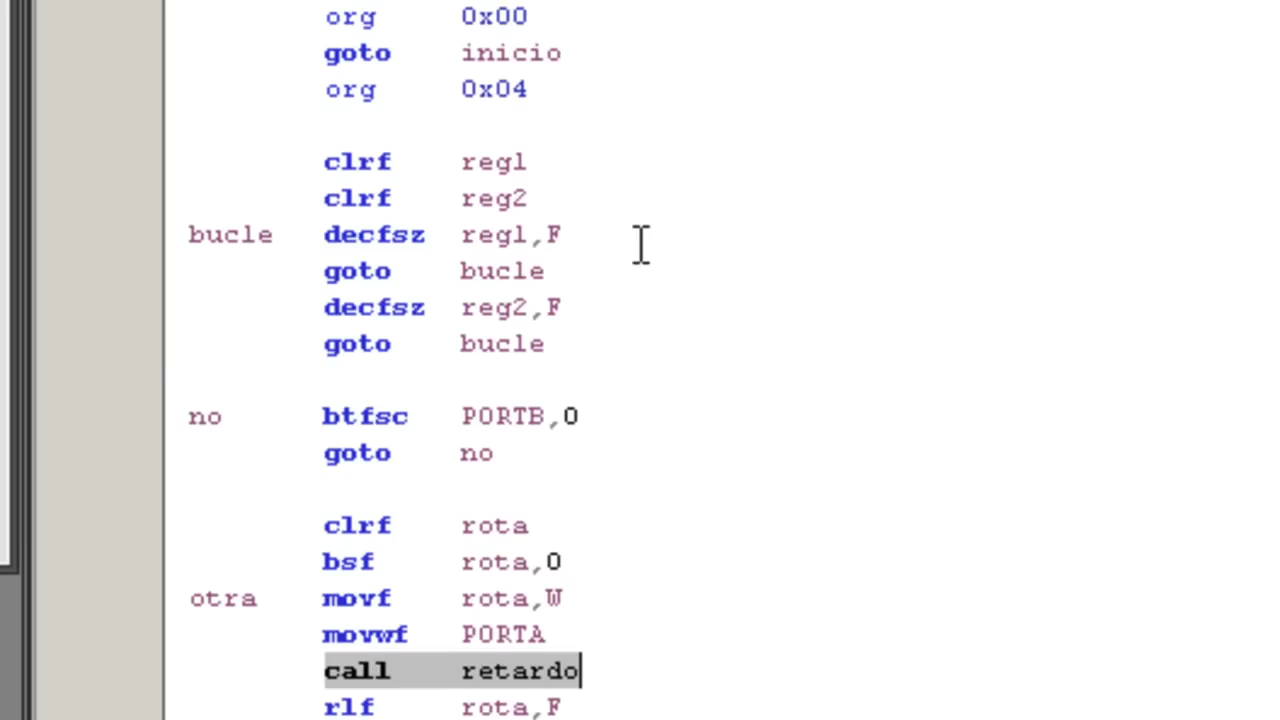 org 0x00
goto inicio
org 0x04
clrf reg1
clrf reg2
bucle decfsz reg1,F
goto bucle
decfsz reg2,F
goto bucle
no btfsc PORTB,0
goto no
clrf rota
bsf rota,0
otra movf rota,W
movwf PORTA
call retardo
rlf rota,F